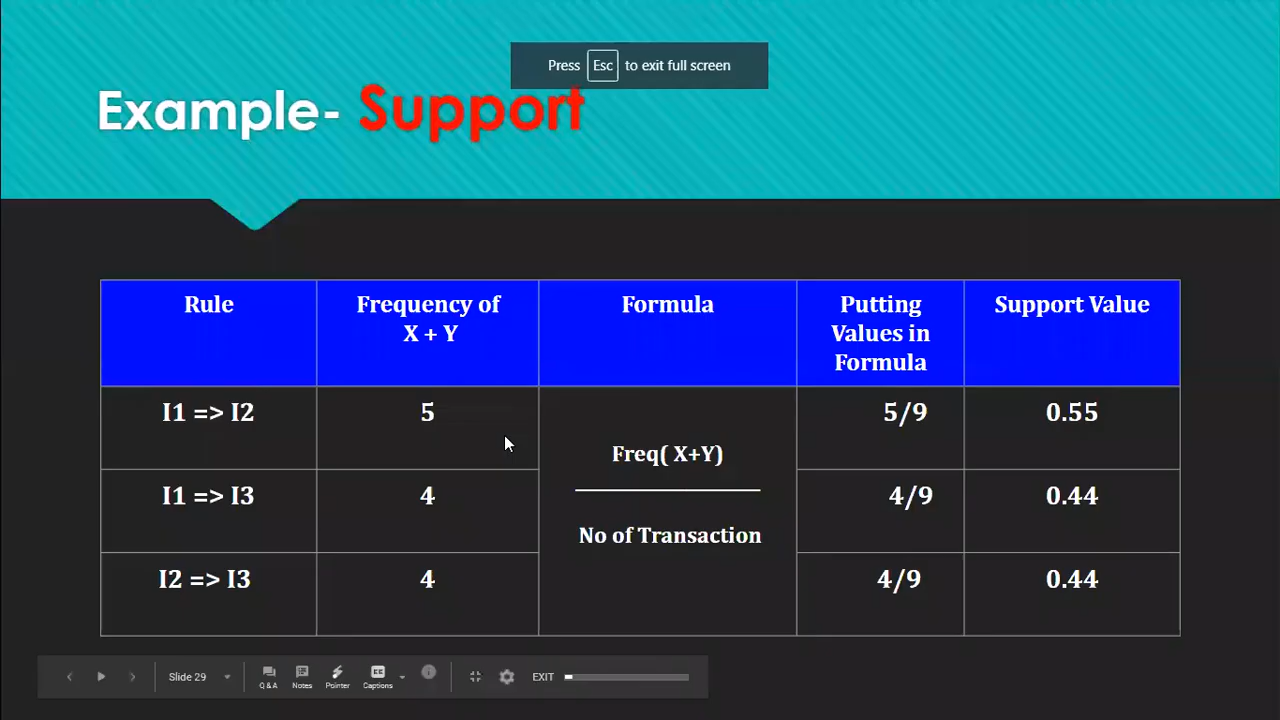 Press Esc to exit full screen
Example- Support
Rule
Frequency of
X + Y
Formula
Putting
Values in
Formula
Support Value
I1 => I2
5
5/9
0.55
Freq( X+Y)
No of Transaction
I1 => I3
4
4/9
0.44
I2 => I3
4
4/9
0.44
Slide 29
Q & A
Notes
Pointer
CC
Captions
EXIT